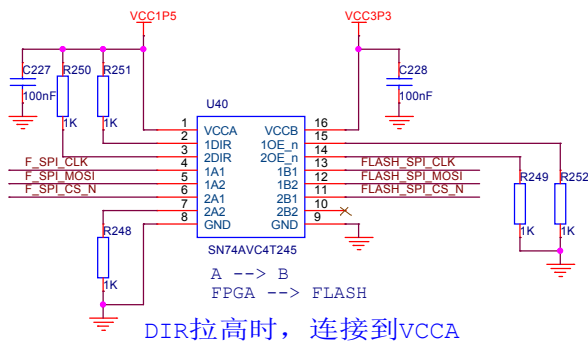 VCC1P5
VCC3P3
C227
R250
R251
C228
100nF
100nF
U40
1K
1K
1
VCCA
VCCB
16
2
1DIR
1OE_n
15
3
2DIR
2OE_n
14
F_SPI_CLK
4
1A1
1B1
13
FLASH_SPI_CLK
F_SPI_MOSI
5
1A2
1B2
12
FLASH_SPI_MOSI
F_SPI_CS_N
6
2A1
2B1
11
FLASH_SPI_CS_N
7
2A2
2B2
10
8
GND
GND
9
R249
R252
R248
SN74AVC4T245
1K
1K
1K
A --> B
FPGA --> FLASH
DIR拉高时，连接到VCCA